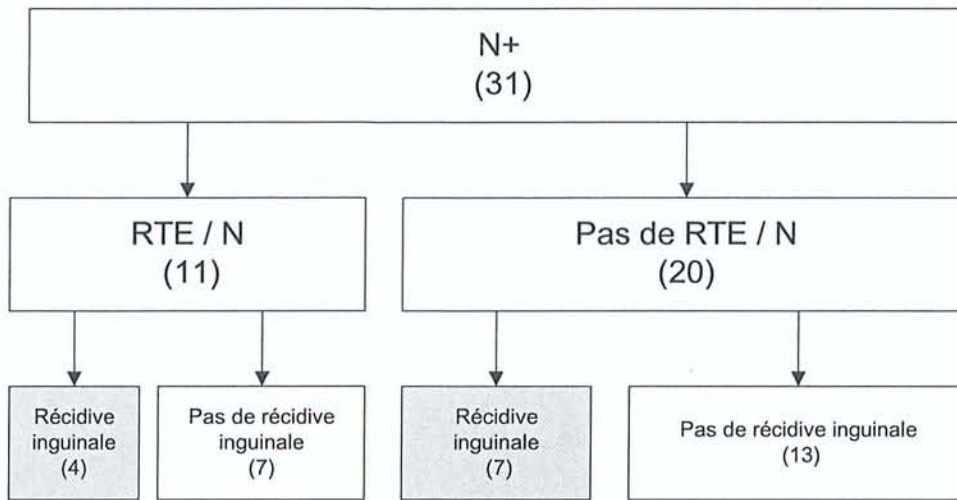 N+
(31)
RTE / N
(11)
Pas de RTE / N
(20)
Récidive
inguinale
(4)
Pas de récidive
inguinale
(7)
Récidive
inguinale
(7)
Pas de récidive inguinale
(13)